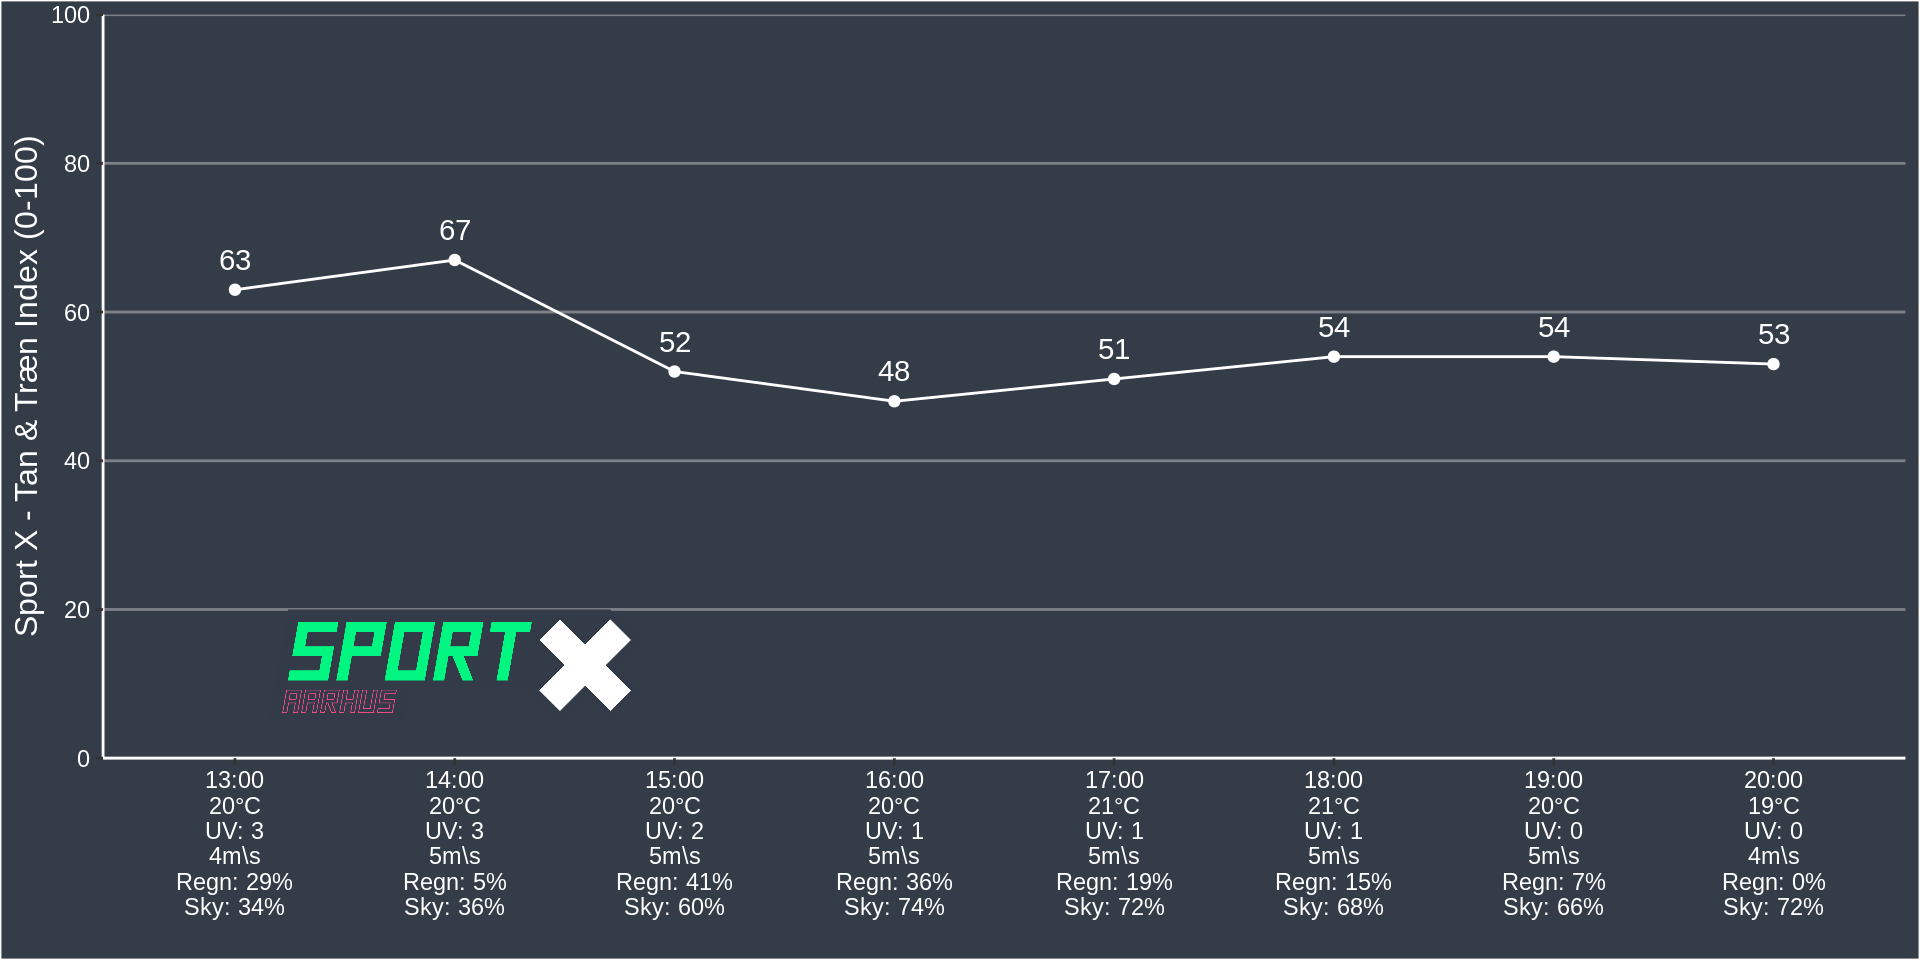 100
80
60
40
20
0
Sport X - Tan & Træn Index (0-100)
63
67
52
48
51
54
54
53
SPORT X
AARHUS
13:00
20°C
UV: 3
4m\s
Regn: 29%
Sky: 34%
14:00
20°C
UV: 3
5m\s
Regn: 5%
Sky: 36%
15:00
20°C
UV: 2
5m\s
Regn: 41%
Sky: 60%
16:00
20°C
UV: 1
5m\s
Regn: 36%
Sky: 74%
17:00
21°C
UV: 1
5m\s
Regn: 19%
Sky: 72%
18:00
21°C
UV: 1
5m\s
Regn: 15%
Sky: 68%
19:00
20°C
UV: 0
5m\s
Regn: 7%
Sky: 66%
20:00
19°C
UV: 0
4m\s
Regn: 0%
Sky: 72%